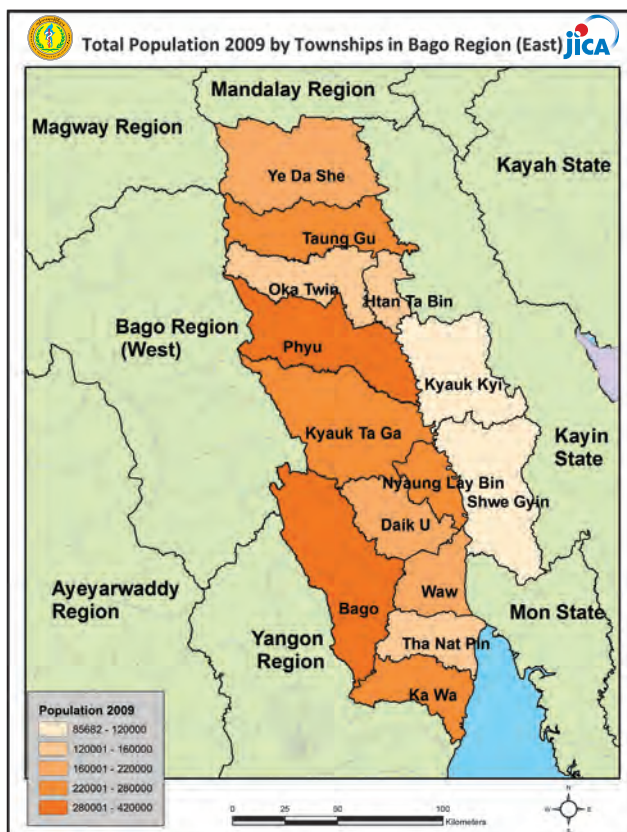 Total Population 2009 by Townships in Bago Region (East)
jica
Mandalay Region
Magway Region
Kayah State
Ye Da She
Taung Gu
Oka Twin
Htan Ta Bin
Bago Region
(West)
Phyu
Kyauk Kyi
Kyauk Ta Ga
Kayin
State
Nyaung Lay Bin
Shwe Gyin
Daik U
Ayeyarwaddy
Region
Waw
Bago
Mon State
Yangon
Region
Tha Nat Pin
Ka Wa
Population 2009
85682 - 120000
120001 - 160000
160001 - 220000
220001 - 280000
280001 - 420000
0 25 50 100
Kilometers
N
W E
S